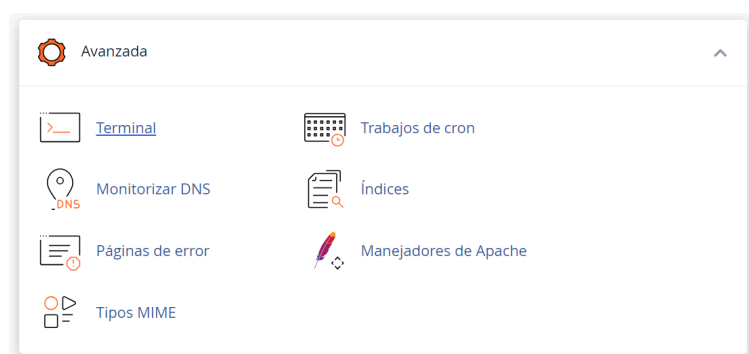 Avanzada
Terminal
Trabajos de cron
Monitorizar DNS
DNS
Índices
Páginas de error
Manejadores de Apache
Tipos MIME